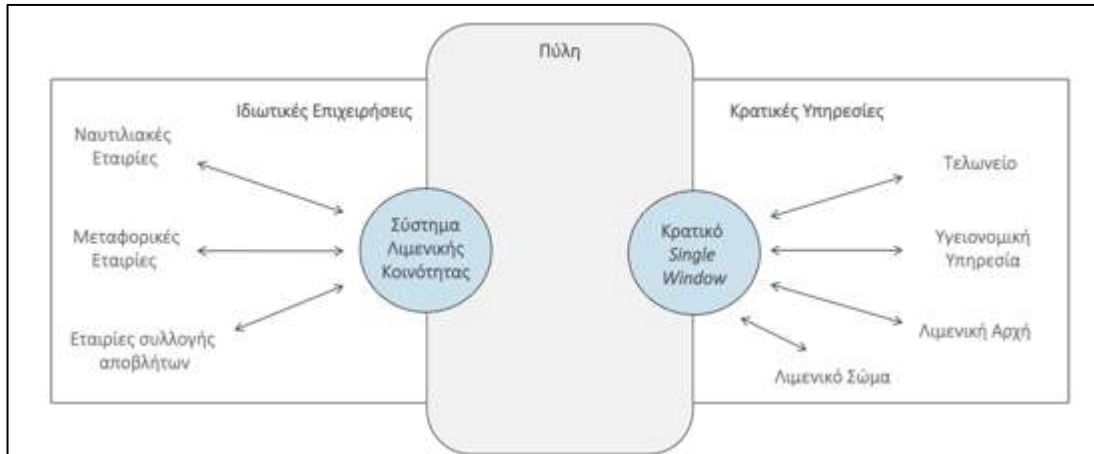 Πύλη
Ιδιωτικές Επιχειρήσεις
Ναυτιλιακές
Εταιρίες
Μεταφορικές
Εταιρίες
Εταιρίες συλλογής
αποβλήτων
Σύστημα
Λιμενικής
Κοινότητας
Κρατικές Υπηρεσίες
Κρατικό
Single
Window
Τελωνείο
Υγειονομική
Υπηρεσία
Λιμενική Αρχή
Λιμενικό Σώμα